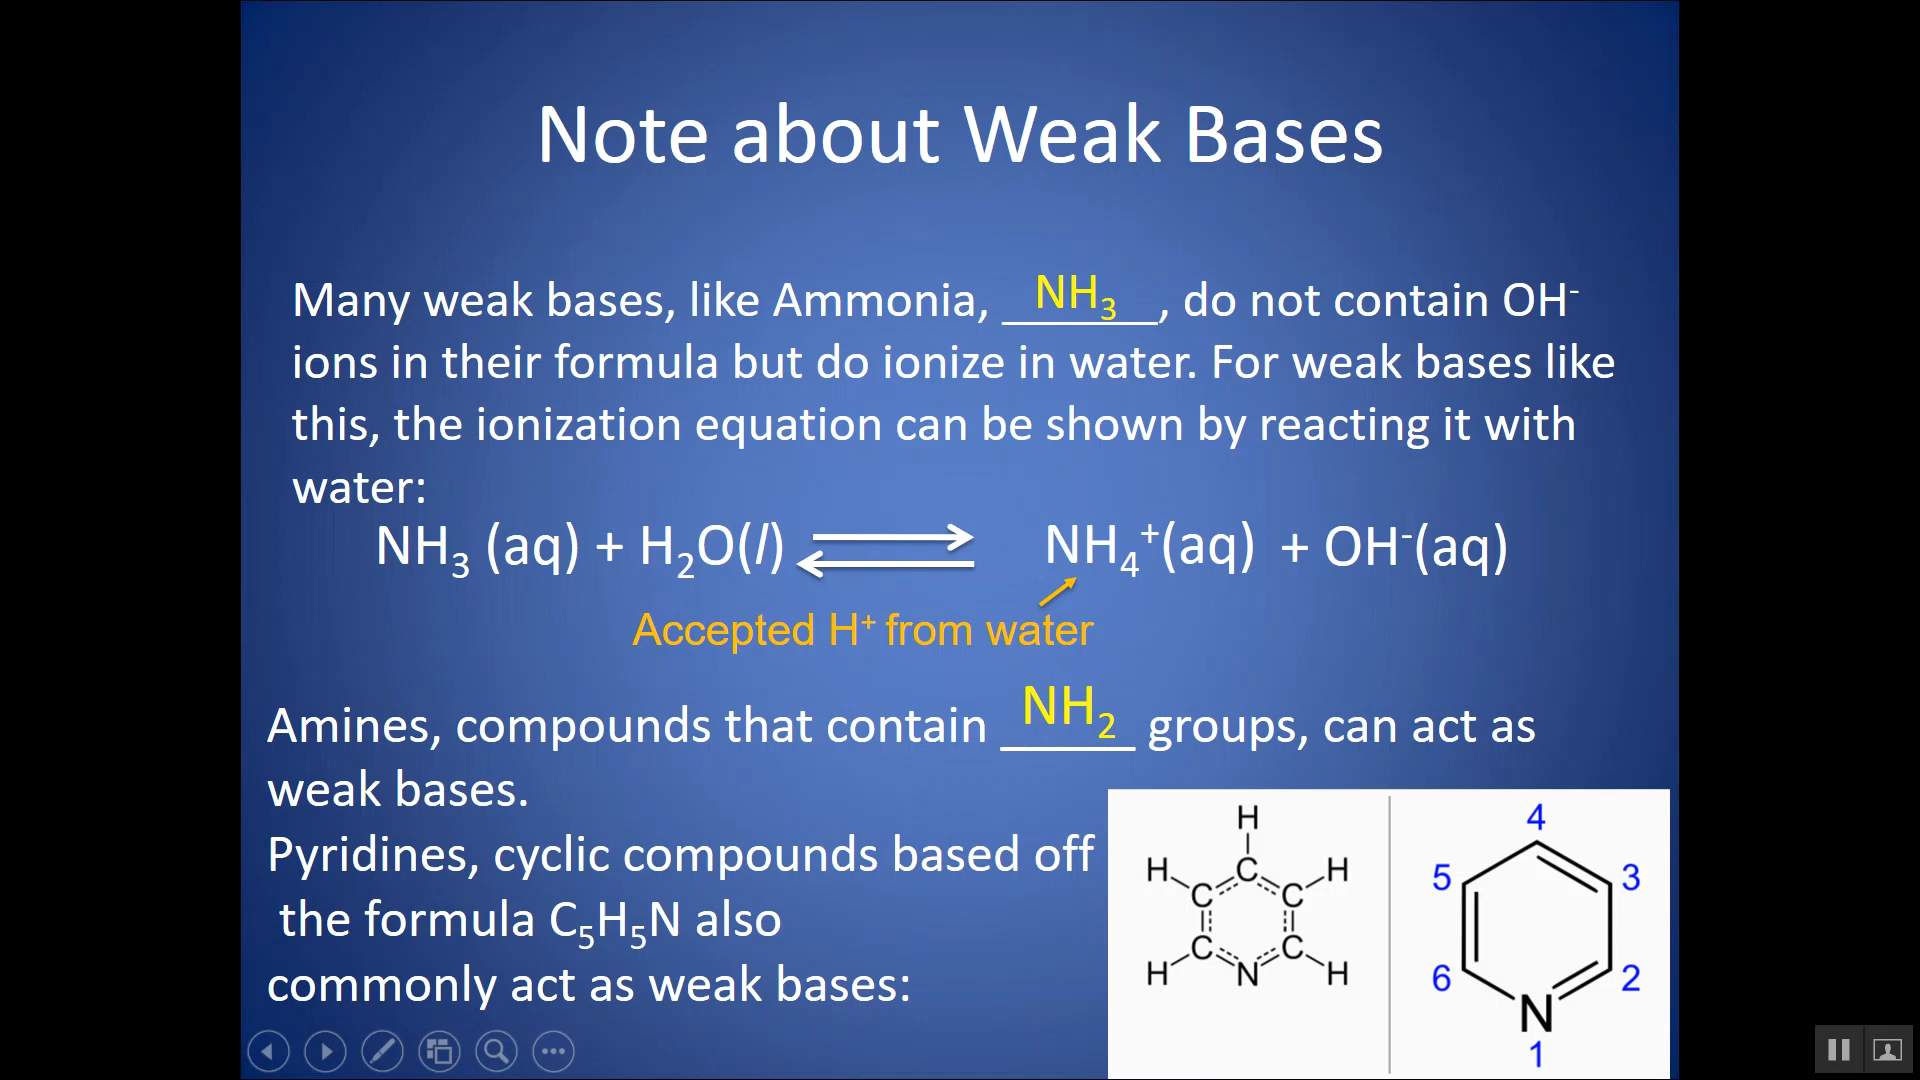 Note about Weak Bases
Many weak bases, like Ammonia, NH₃, do not contain OH⁻
ions in their formula but do ionize in water. For weak bases like
this, the ionization equation can be shown by reacting it with
water:
NH₃ (aq) + H₂O(l) ⇌ NH₄⁺(aq) + OH⁻(aq)
Accepted H⁺ from water
Amines, compounds that contain NH₂ groups, can act as
weak bases.
Pyridines, cyclic compounds based off
the formula C₅H₅N also
commonly act as weak bases:
H
H C H
C C
C C
H N H
4
5 3
6 2
N
1